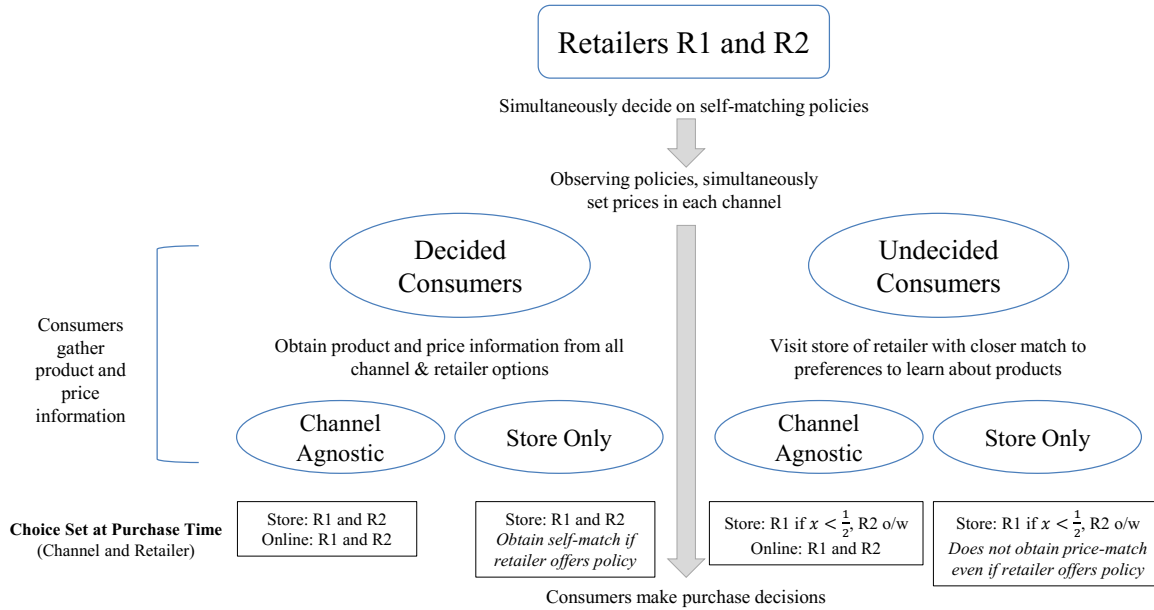 Retailers R1 and R2
Simultaneously decide on self-matching policies
Observing policies, simultaneously
set prices in each channel
Decided
Consumers
Undecided
Consumers
Consumers
gather
product and
price
information
Obtain product and price information from all
channel & retailer options
Visit store of retailer with closer match to
preferences to learn about products
Channel
Agnostic
Store Only
Channel
Agnostic
Store Only
Choice Set at Purchase Time
(Channel and Retailer)
Store: R1 and R2
Online: R1 and R2
Store: R1 and R2
Obtain self-match if
retailer offers policy
Store: R1 if x < 1/2, R2 o/w
Online: R1 and R2
Store: R1 if x < 1/2, R2 o/w
Does not obtain price-match
even if retailer offers policy
Consumers make purchase decisions